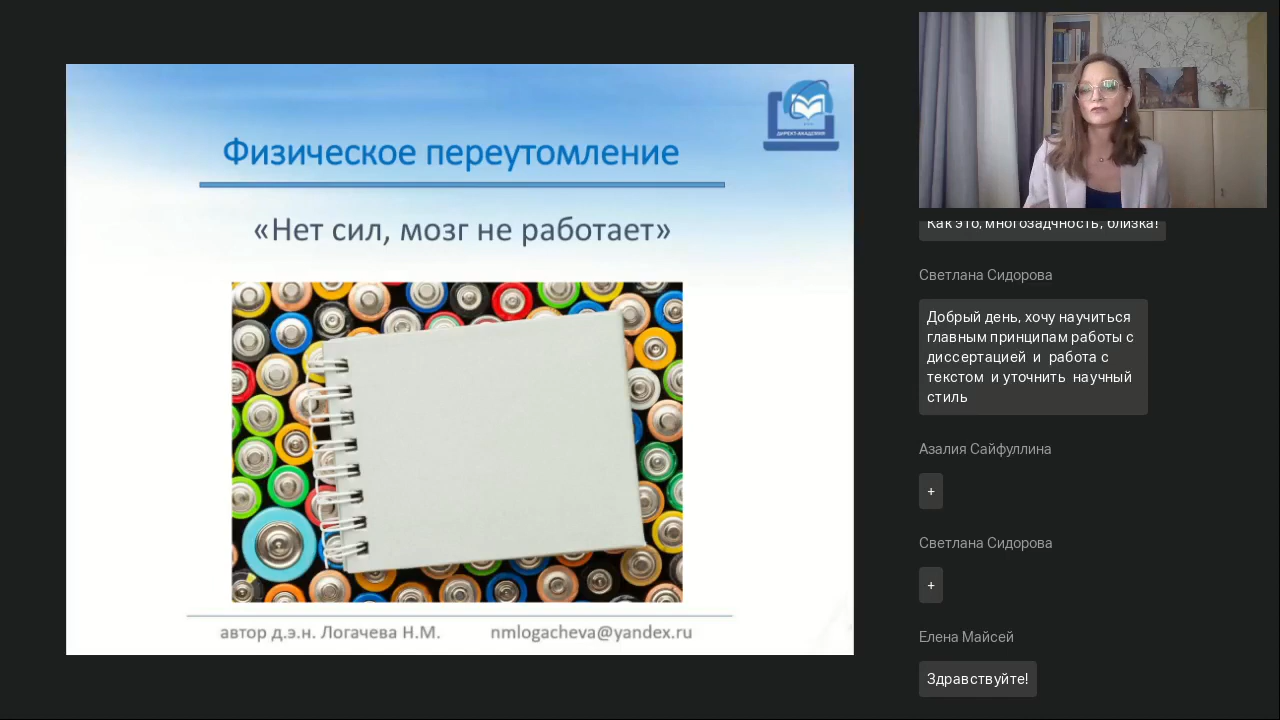 ДИРЕКТ-АКАДЕМИЯ
Физическое переутомление
«Нет сил, мозг не работает»
автор д.э.н. Логачева Н.М. nmlogacheva@yandex.ru
Как это, многозадчность, близка!
Светлана Сидорова
Добрый день, хочу научиться
главным принципам работы с
диссертацией и работа с
текстом и уточнить научный
стиль
Азалия Сайфуллина
+
Светлана Сидорова
+
Елена Майсей
Здравствуйте!